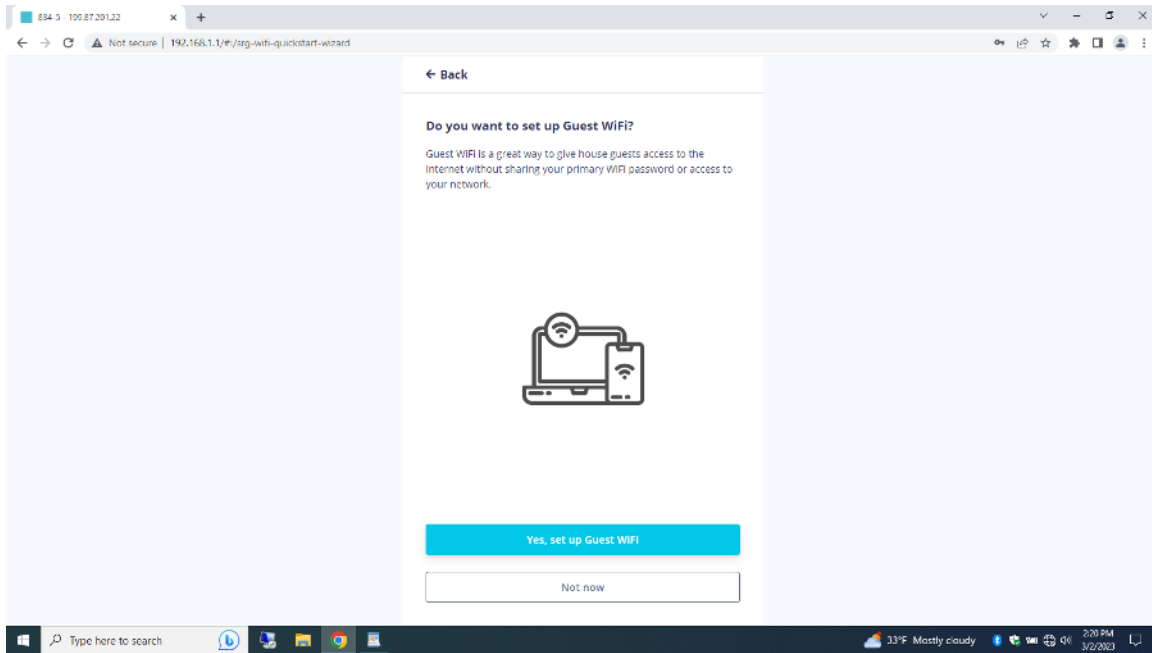 834-5 - 199.87.201.22
Not secure | 192.168.1.1/#:/srg-wifi-quickstart-wizard
← Back
Do you want to set up Guest WiFi?
Guest WiFi is a great way to give house guests access to the
internet without sharing your primary WiFi password or access to
your network.
Yes, set up Guest WiFi
Not now
Type here to search
33°F Mostly cloudy
2:20 PM
3/2/2023